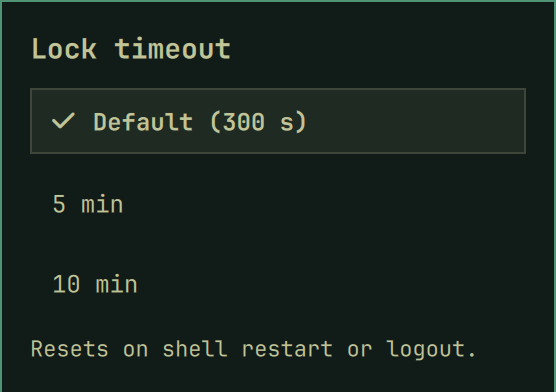 Lock timeout
✓ Default (300 s)
5 min
10 min
Resets on shell restart or logout.